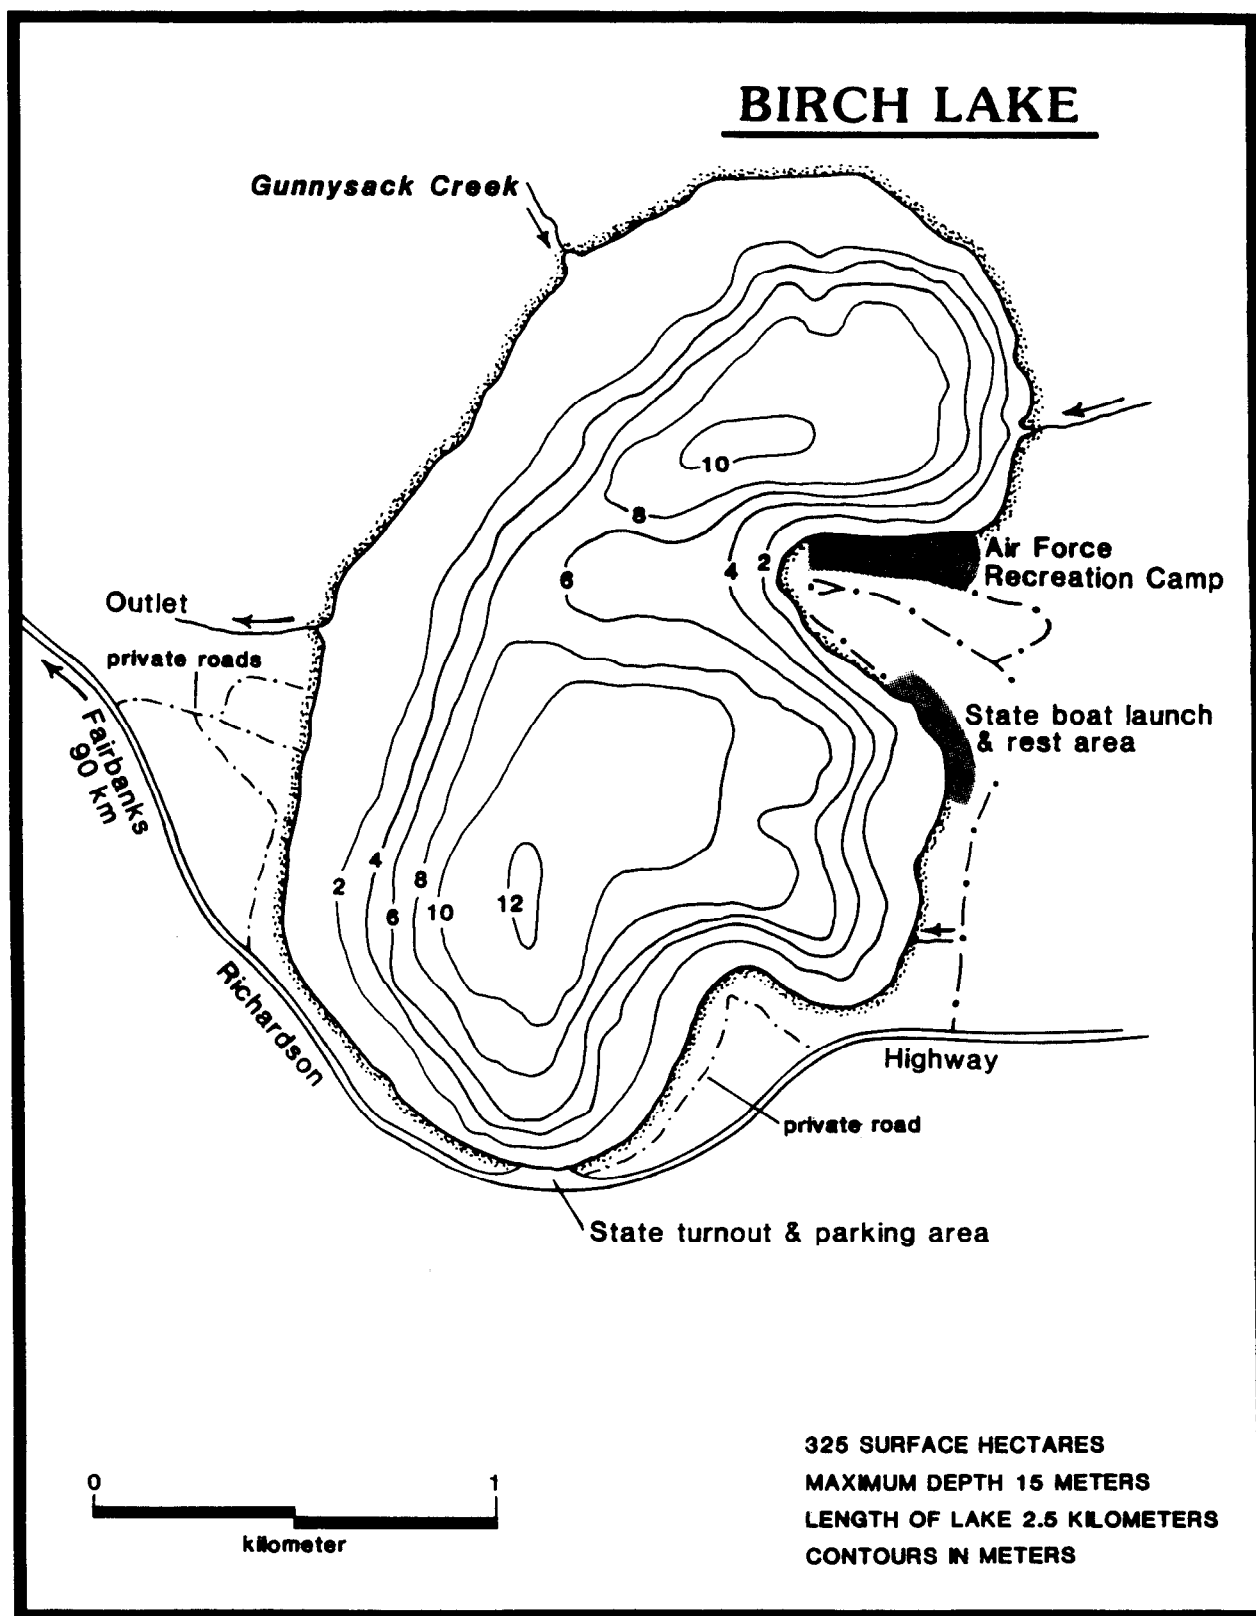 BIRCH LAKE
Gunnysack Creek
10
8
6
4
2
Air Force
Recreation Camp
Outlet
private roads
State boat launch
& rest area
Fairbanks
90 km
2
4
6
8
10
12
Richardson
Highway
private road
State turnout & parking area
0
1
kilometer
325 SURFACE HECTARES
MAXIMUM DEPTH 15 METERS
LENGTH OF LAKE 2.5 KILOMETERS
CONTOURS IN METERS